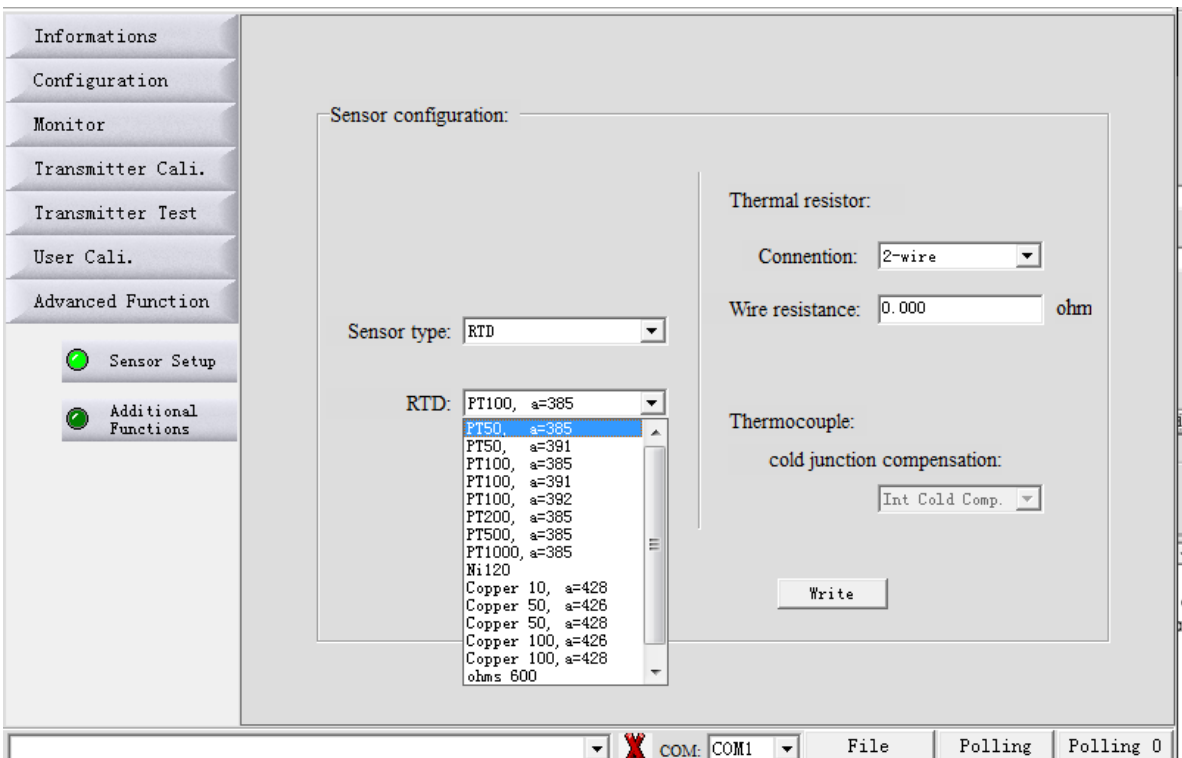 Informations
Configuration
Monitor
Transmitter Cali.
Transmitter Test
User Cali.
Advanced Function
Sensor Setup
Additional
Functions
Sensor configuration:
Sensor type: RTD
RTD: PT100, a=385
PT50, a=385
PT50, a=391
PT100, a=385
PT100, a=391
PT100, a=392
PT200, a=385
PT500, a=385
PT1000, a=385
Ni120
Copper 10, a=428
Copper 50, a=426
Copper 50, a=428
Copper 100, a=426
Copper 100, a=428
ohms 600
Thermal resistor:
Connention: 2-wire
Wire resistance: 0.000 ohm
Thermocouple:
cold junction compensation:
Int Cold Comp.
Write
COM: COM1 File Polling Polling 0